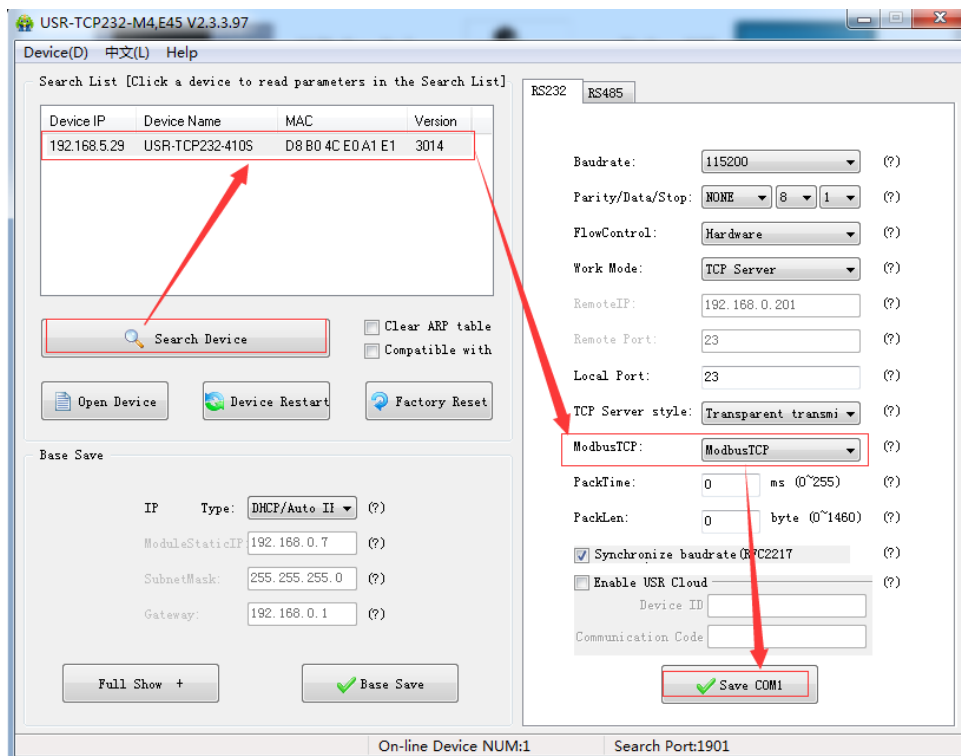 USR-TCP232-M4,E45 V2.3.3.97
Device(D) 中文(L) Help
Search List [Click a device to read parameters in the Search List]
Device IP Device Name MAC Version
192.168.5.29 USR-TCP232-410S D8 B0 4C E0 A1 E1 3014
Search Device
Clear ARP table
Compatible with
Open Device
Device Restart
Factory Reset
Base Save
IP Type: DHCP/Auto IP (?)
ModuleStaticIP: 192.168.0.7 (?)
SubnetMask: 255.255.255.0 (?)
Gateway: 192.168.0.1 (?)
Full Show +
Base Save
RS232 RS485
Baudrate: 115200 (?)
Parity/Data/Stop: NONE 8 1 (?)
FlowControl: Hardware (?)
Work Mode: TCP Server (?)
RemoteIP: 192.168.0.201 (?)
Remote Port: 23 (?)
Local Port: 23 (?)
TCP Server style: Transparent transmi (?)
ModbusTCP: ModbusTCP (?)
PackTime: 0 ms (0~255) (?)
PackLen: 0 byte (0~1460) (?)
Synchronize baudrate(RFC2217 (?)
Enable USR Cloud (?)
Device ID
Communication Code
Save COM1
On-line Device NUM:1 Search Port:1901